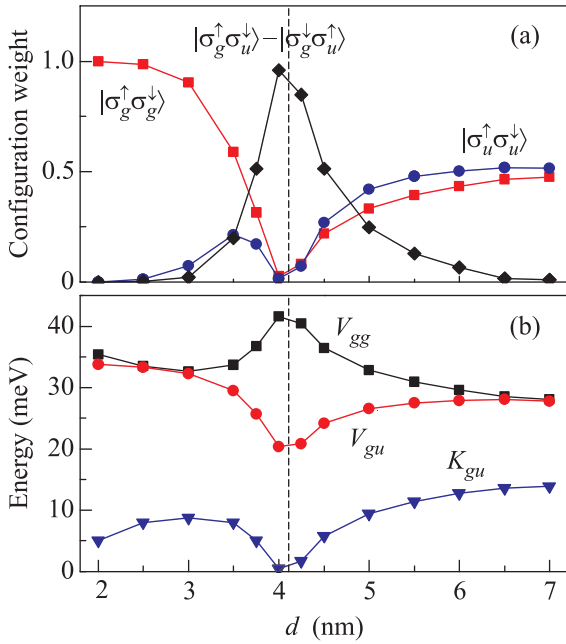 |σ_g^↑σ_u^↓⟩−|σ_g^↓σ_u^↑⟩
(a)
1.0
|σ_g^↑σ_g^↓⟩
|σ_u^↑σ_u^↓⟩
0.5
0
Configuration weight
(b)
40
V_gg
30
V_gu
20
K_gu
10
0
Energy (meV)
2 3 4 5 6 7
d (nm)